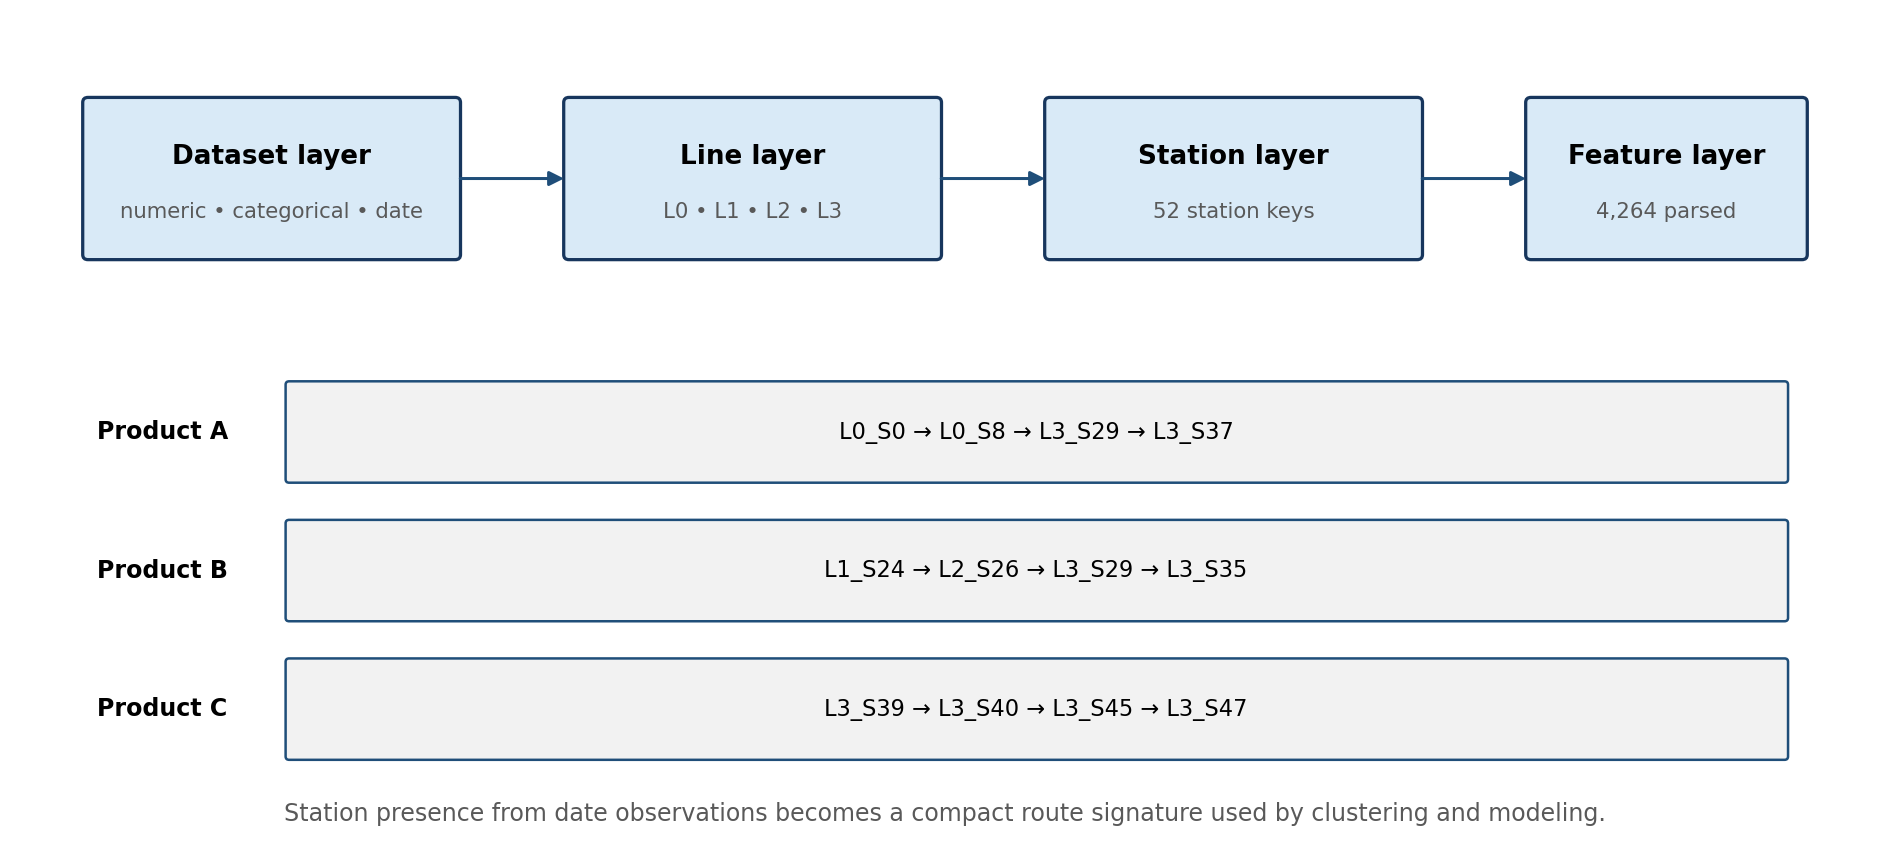 Dataset layer
numeric • categorical • date
Line layer
L0 • L1 • L2 • L3
Station layer
52 station keys
Feature layer
4,264 parsed
Product A
L0_S0 → L0_S8 → L3_S29 → L3_S37
Product B
L1_S24 → L2_S26 → L3_S29 → L3_S35
Product C
L3_S39 → L3_S40 → L3_S45 → L3_S47
Station presence from date observations becomes a compact route signature used by clustering and modeling.